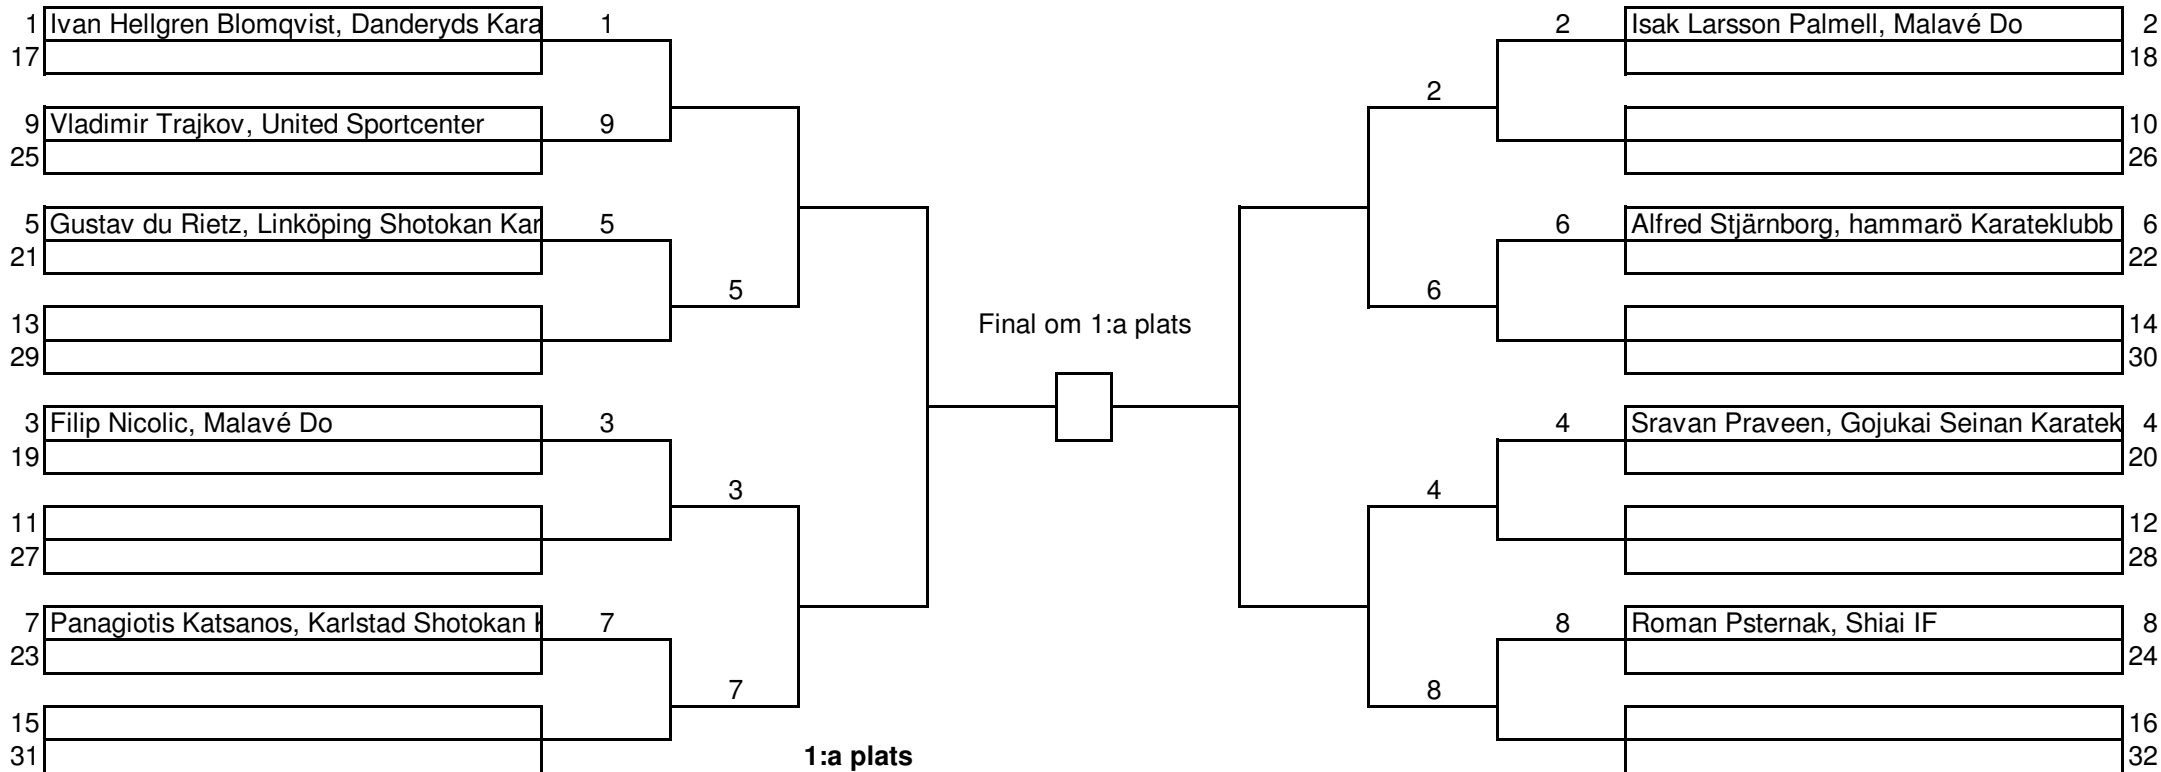 1 Ivan Hellgren Blomqvist, Danderyds Kara 1 2 Isak Larsson Palmell, Malavé Do 2
17 18
2
9 Vladimir Trajkov, United Sportcenter 9 10
25 26
5 Gustav du Rietz, Linköping Shotokan Kar 5 6 Alfred Stjärnborg, hammarö Karateklubb 6
21 22
5 6
13 Final om 1:a plats 14
29 30
3 Filip Nicolic, Malavé Do 3 4 Sravan Praveen, Gojukai Seinan Karatek 4
19 20
3 4
11 12
27 28
7 Panagiotis Katsanos, Karlstad Shotokan 7 8 Roman Psternak, Shiai IF 8
23 24
7 8
15 16
31 1:a plats 32